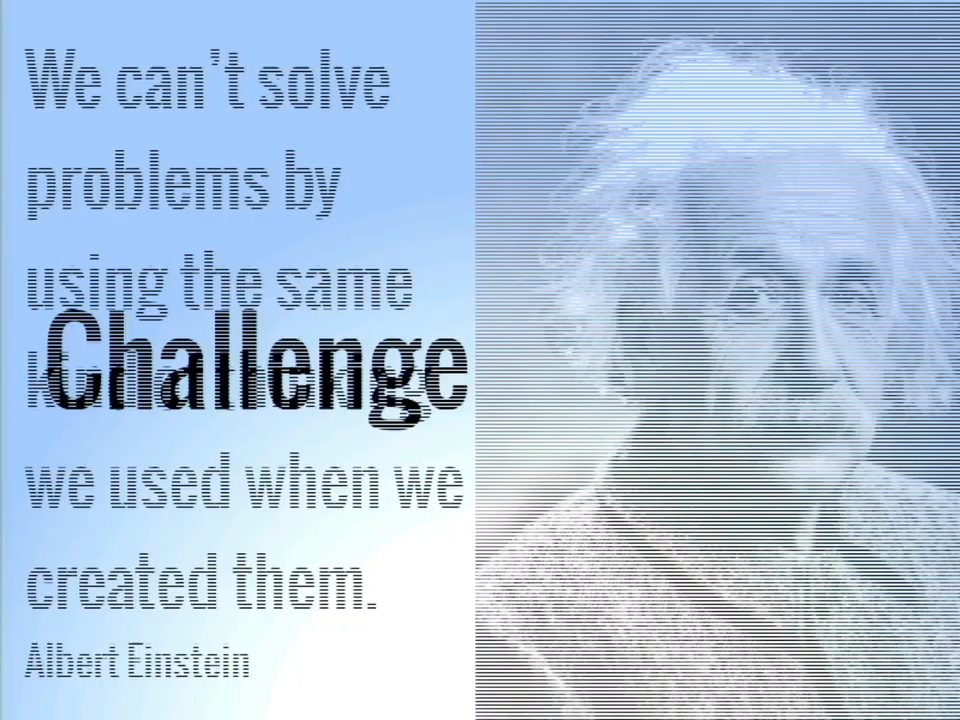 We can't solve
problems by
using the same
Challenge
we used when we
created them.
Albert Einstein